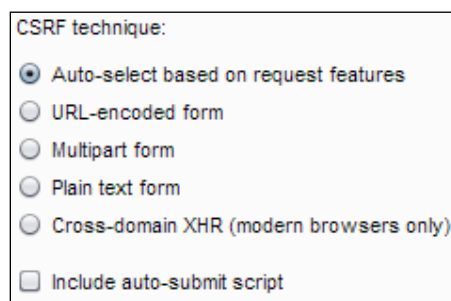 CSRF technique:
Auto-select based on request features
URL-encoded form
Multipart form
Plain text form
Cross-domain XHR (modern browsers only)
Include auto-submit script